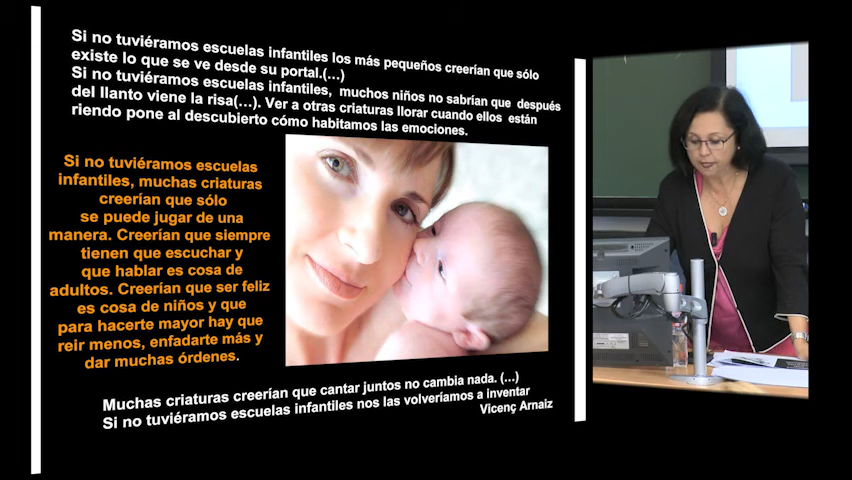 Si no tuviéramos escuelas infantiles los más pequeños creerían que sólo
existe lo que se ve desde su portal.(...)
Si no tuviéramos escuelas infantiles, muchos niños no sabrían que después
del llanto viene la risa(...). Ver a otras criaturas llorar cuando ellos están
riendo pone al descubierto cómo habitamos las emociones.
Si no tuviéramos escuelas
infantiles, muchas criaturas
creerían que sólo
se puede jugar de una
manera. Creerían que siempre
tienen que escuchar y
que hablar es cosa de
adultos. Creerían que ser feliz
es cosa de niños y que
para hacerte mayor hay que
reir menos, enfadarte más y
dar muchas órdenes.
Muchas criaturas creerían que cantar juntos no cambia nada. (...)
Si no tuviéramos escuelas infantiles nos las volveríamos a inventar
Vicenç Arnaiz